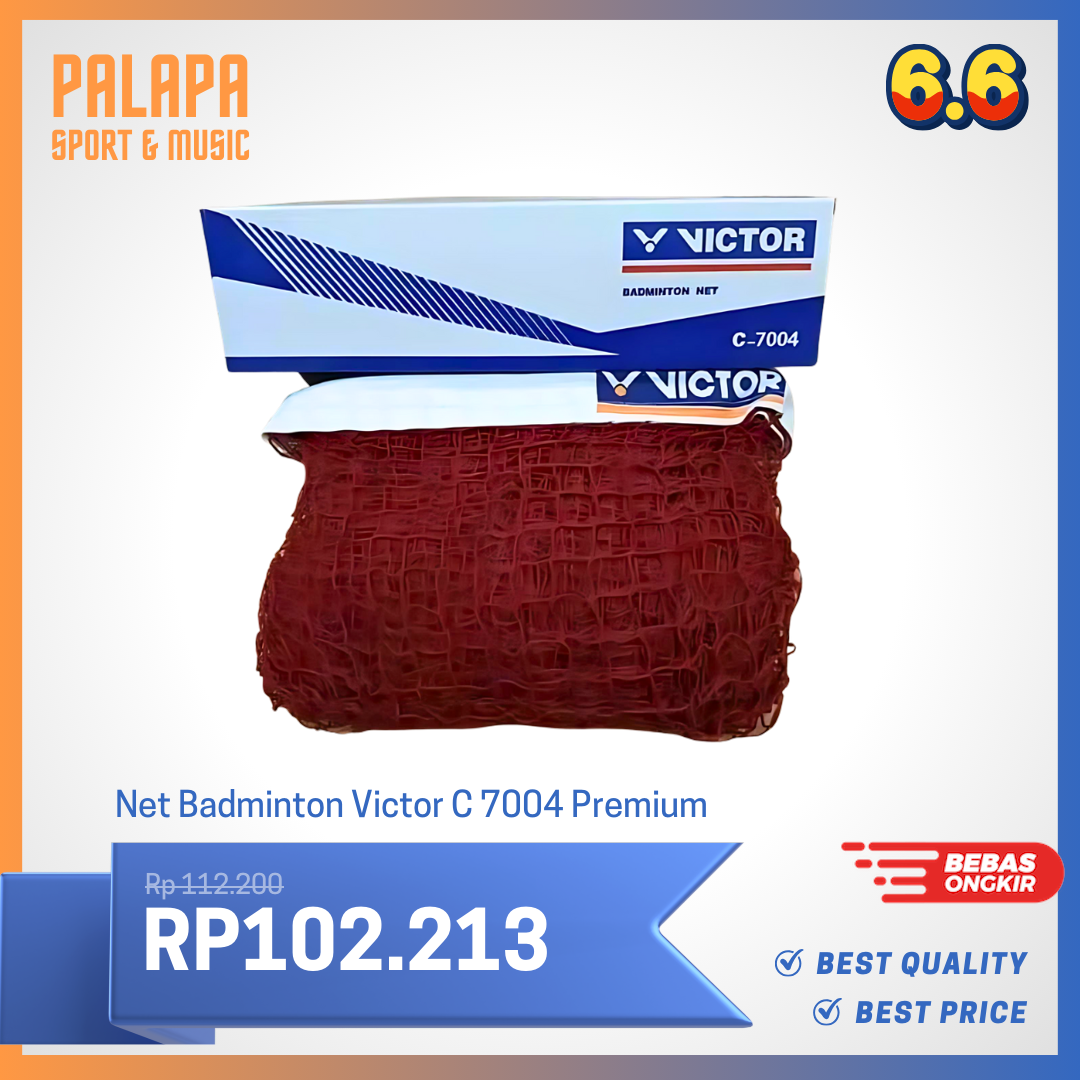 PALAPA
SPORT & MUSIC
6.6
VICTOR
BADMINTON NET
C-7004
VICTOR
Net Badminton Victor C 7004 Premium
Rp 112.200
RP102.213
BEBAS
ONGKIR
BEST QUALITY
BEST PRICE